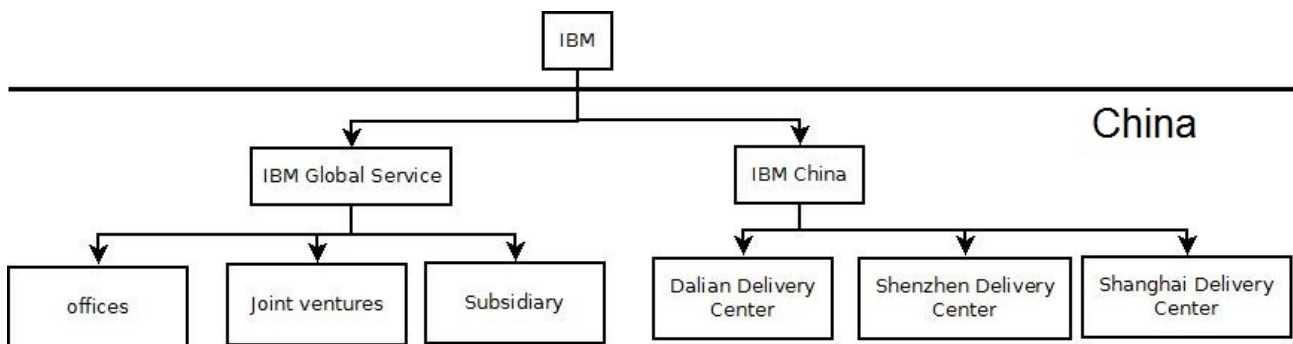 IBM
China
IBM Global Service
IBM China
offices
Joint ventures
Subsidiary
Dalian Delivery
Center
Shenzhen Delivery
Center
Shanghai Delivery
Center